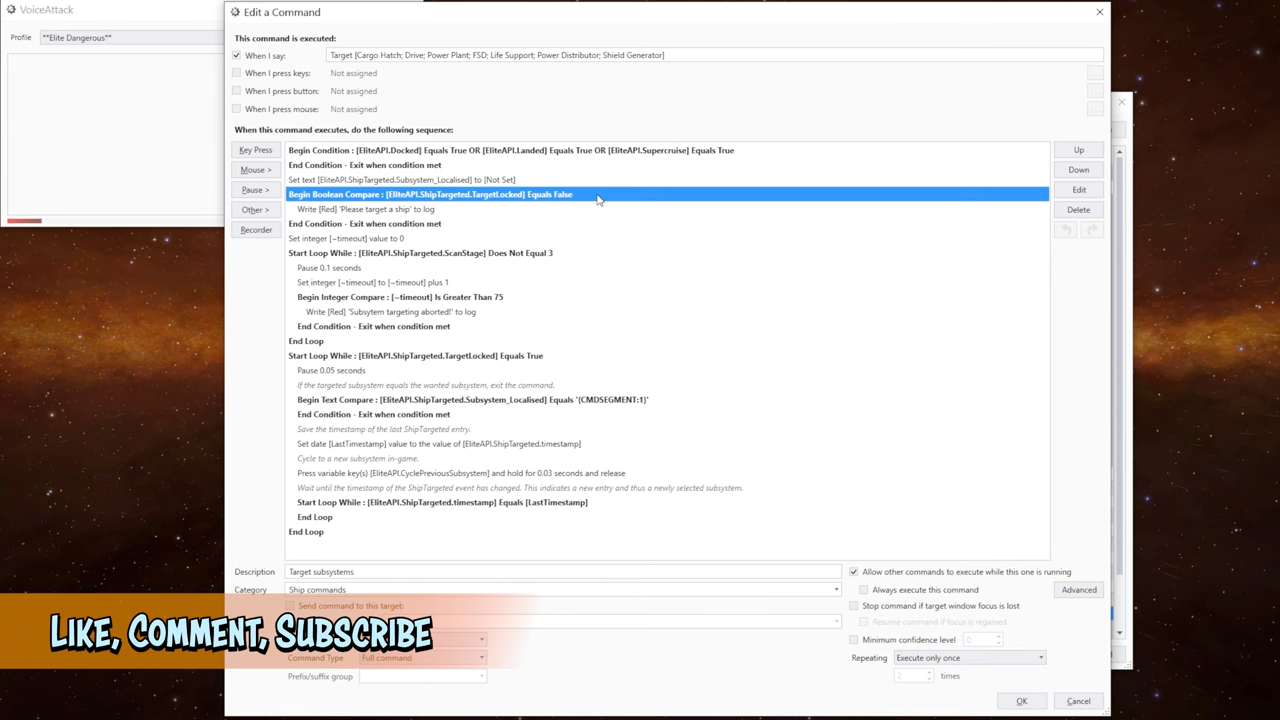 VoiceAttack
Profile
**Elite Dangerous**
Edit a Command
This command is executed:
When I say:
Target [Cargo Hatch; Drive; Power Plant; FSD; Life Support; Power Distributor; Shield Generator]
When I press keys:
Not assigned
...
When I press button:
Not assigned
...
When I press mouse:
Not assigned
...
When this command executes, do the following sequence:
Key Press
Mouse >
Pause >
Other >
Recorder
Begin Condition : [EliteAPI.Docked] Equals True OR [EliteAPI.Landed] Equals True OR [EliteAPI.Supercruise] Equals True
End Condition - Exit when condition met
Set text [EliteAPI.ShipTargeted.Subsystem_Localised] to [Not Set]
Begin Boolean Compare : [EliteAPI.ShipTargeted.TargetLocked] Equals False
Write [Red] 'Please target a ship' to log
End Condition - Exit when condition met
Set integer [~timeout] value to 0
Start Loop While : [EliteAPI.ShipTargeted.ScanStage] Does Not Equal 3
Pause 0.1 seconds
Set integer [~timeout] to [~timeout] plus 1
Begin Integer Compare : [~timeout] Is Greater Than 75
Write [Red] 'Subsytem targeting aborted!' to log
End Condition - Exit when condition met
End Loop
Start Loop While : [EliteAPI.ShipTargeted.TargetLocked] Equals True
Pause 0.05 seconds
If the targeted subsystem equals the wanted subsystem, exit the command.
Begin Text Compare : [EliteAPI.ShipTargeted.Subsystem_Localised] Equals '{CMDSEGMENT:1}'
End Condition - Exit when condition met
Save the timestamp of the last ShipTargeted entry.
Set date [LastTimestamp] value to the value of [EliteAPI.ShipTargeted.timestamp]
Cycle to a new subsystem in-game.
Press variable key(s) [EliteAPI.CyclePreviousSubsystem] and hold for 0.03 seconds and release
Wait until the timestamp of the ShipTargeted event has changed. This indicates a new entry and thus a newly selected subsystem.
Start Loop While : [EliteAPI.ShipTargeted.timestamp] Equals [LastTimestamp]
End Loop
End Loop
Up
Down
Edit
Delete
Description
Target subsystems
Category
Ship commands
Send command to this target:
Command Type
Full command
Prefix/suffix group
Allow other commands to execute while this one is running
Always execute this command
Advanced
Stop command if target window focus is lost
Resume command if focus is regained
Minimum confidence level
0
Repeating
Execute only once
2
times
OK
Cancel
Like, Comment, Subscribe